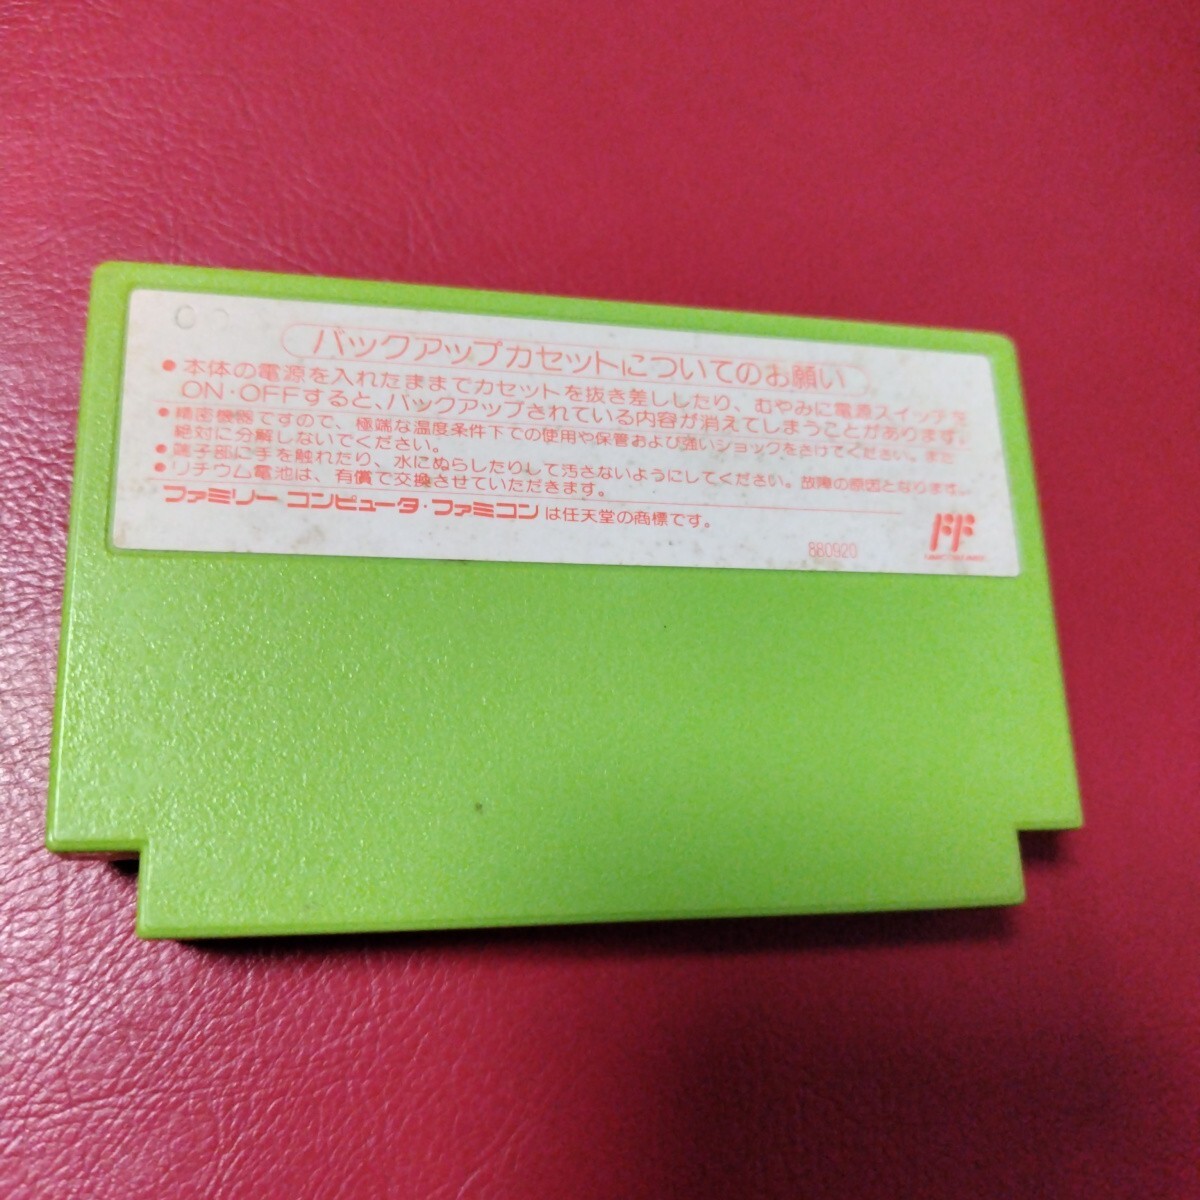 バックアップカセットについてのお願い
●本体の電源を入れたままでカセットを抜き差ししたり、むやみに電源スイッチを
ON・OFFすると、バックアップされている内容が消えてしまうことがあります。
●精密機器ですので、極端な温度条件下での使用や保管および強いショックをさけてください。また
絶対に分解しないでください。
●端子部に手を触れたり、水にぬらしたりして汚さないようにしてください。故障の原因となります。
●リチウム電池は、有償で交換させていただきます。
ファミリー コンピュータ・ファミコンは任天堂の商標です。
880920
FF